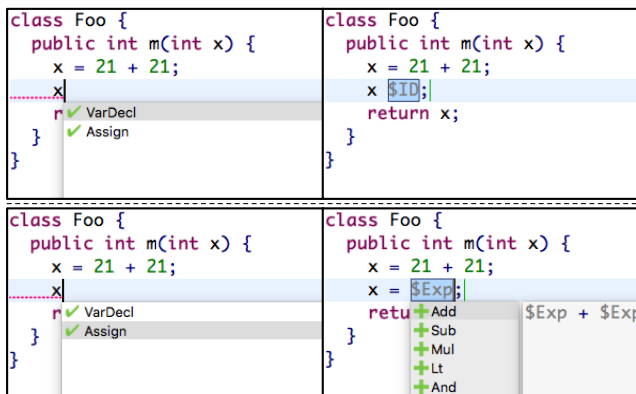 class Foo {
public int m(int x) {
x = 21 + 21;
x
r
VarDecl
Assign
}
}
class Foo {
public int m(int x) {
x = 21 + 21;
x $ID;
return x;
}
}
class Foo {
public int m(int x) {
x = 21 + 21;
x
r
VarDecl
Assign
}
}
class Foo {
public int m(int x) {
x = 21 + 21;
x = $Exp;
retu
Add
$Exp + $Exp
Sub
Mul
Lt
And
}
}